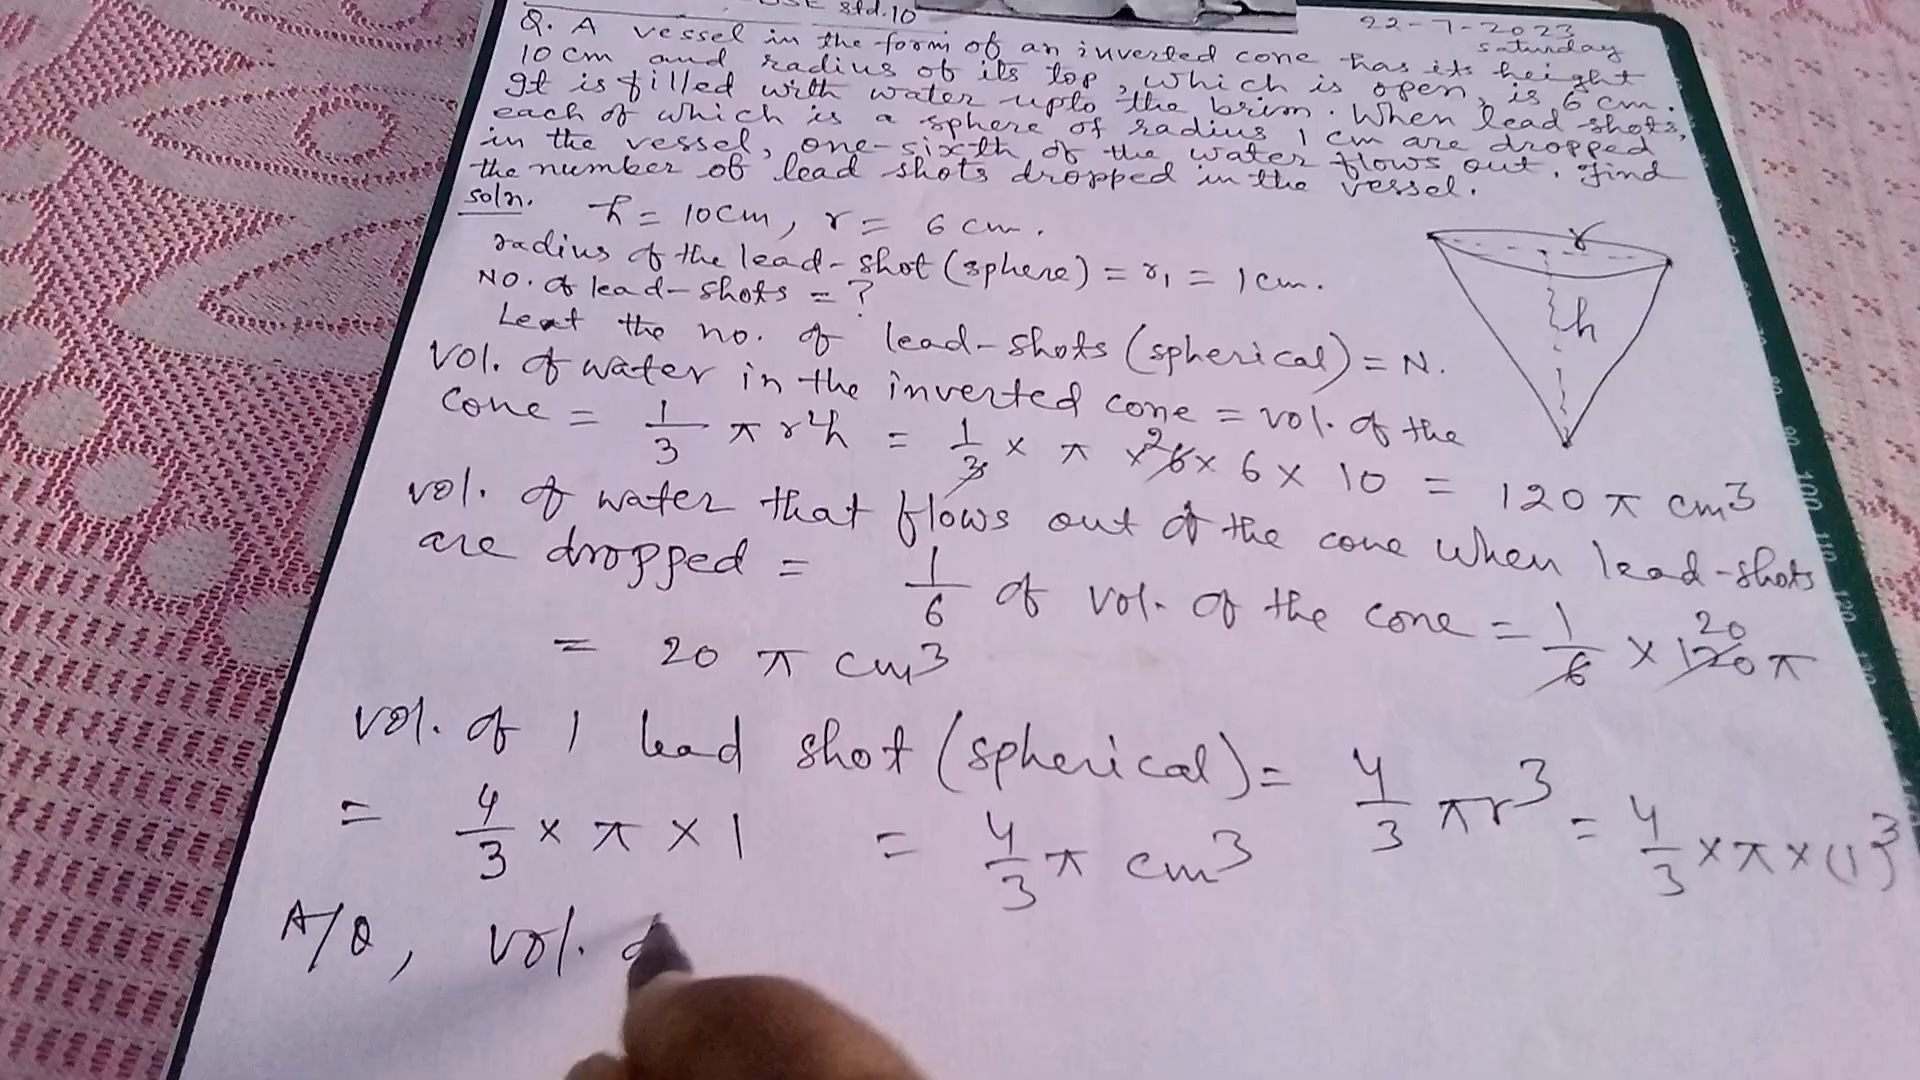 Std. 10
22-7-2023
Saturday
Q. A vessel in the form of an inverted cone has its height
10 cm and radius of its top, which is open, is 6 cm.
It is filled with water upto the brim. When lead shots,
each of which is a sphere of radius 1 cm are dropped
in the vessel, one-sixth of the water flows out. Find
the number of lead shots dropped in the vessel.
Soln. h = 10cm, r = 6 cm.
radius of the lead-shot (sphere) = r₁ = 1 cm.
NO. of lead-shots = ?
Let the no. of lead-shots (spherical) = N.
Vol. of water in the inverted cone = vol. of the
cone = 1/3 π r²h = 1/3 × π × 6 2 × 6 × 10 = 120 π cm³
vol. of water that flows out of the cone when lead-shots
are dropped = 1/6 of vol. of the cone = 1/6 × 120 20 π
= 20 π cm³
vol. of 1 lead shot (spherical) = 4/3 πr³ = 4/3 × π × (1)³
= 4/3 × π × 1 = 4/3 π cm³
A/Q, vol.
r
h